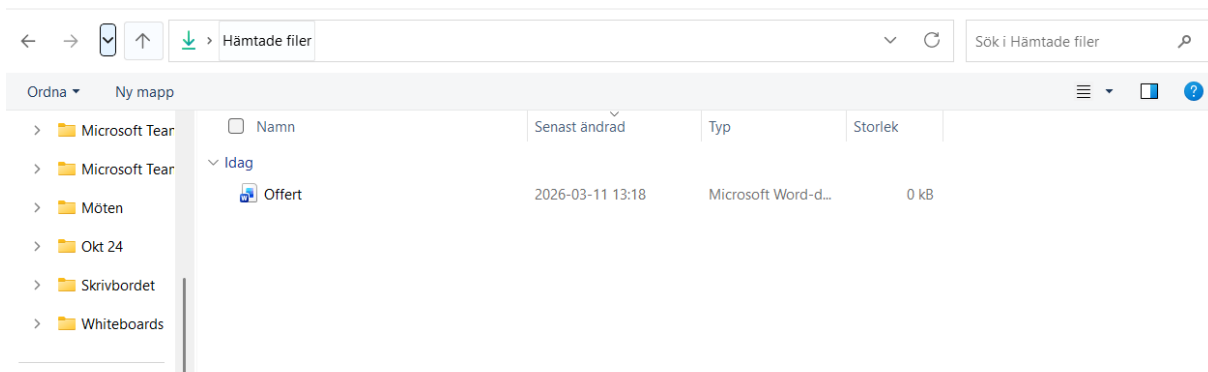 Hämtade filer
Sök i Hämtade filer
Ordna
Ny mapp
Microsoft Tear
Microsoft Tear
Möten
Okt 24
Skrivbordet
Whiteboards
Namn Senast ändrad Typ Storlek
Idag
Offert 2026-03-11 13:18 Microsoft Word-d... 0 kB